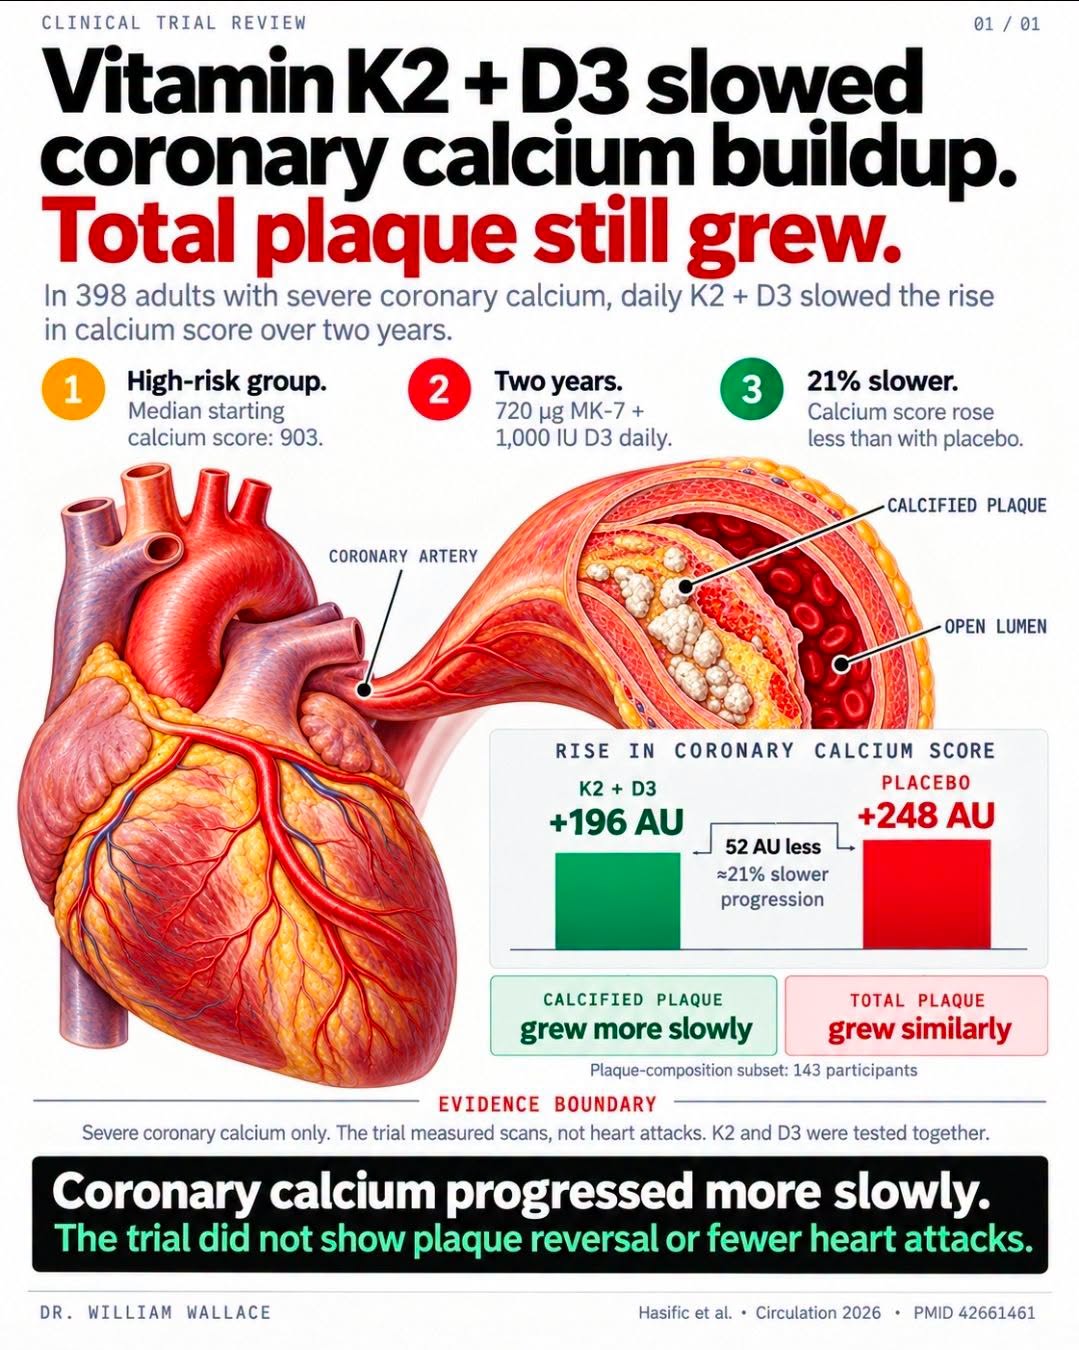 CLINICAL TRIAL REVIEW
01 / 01
Vitamin K2 + D3 slowed
coronary calcium buildup.
Total plaque still grew.
In 398 adults with severe coronary calcium, daily K2 + D3 slowed the rise
in calcium score over two years.
1
High-risk group.
Median starting
calcium score: 903.
2
Two years.
720 µg MK-7 +
1,000 IU D3 daily.
3
21% slower.
Calcium score rose
less than with placebo.
CALCIFIED PLAQUE
CORONARY ARTERY
OPEN LUMEN
RISE IN CORONARY CALCIUM SCORE
K2 + D3
+196 AU
PLACEBO
+248 AU
52 AU less
≈21% slower
progression
CALCIFIED PLAQUE
grew more slowly
TOTAL PLAQUE
grew similarly
Plaque-composition subset: 143 participants
EVIDENCE BOUNDARY
Severe coronary calcium only. The trial measured scans, not heart attacks. K2 and D3 were tested together.
Coronary calcium progressed more slowly.
The trial did not show plaque reversal or fewer heart attacks.
DR. WILLIAM WALLACE
Hasific et al. • Circulation 2026 • PMID 42661461